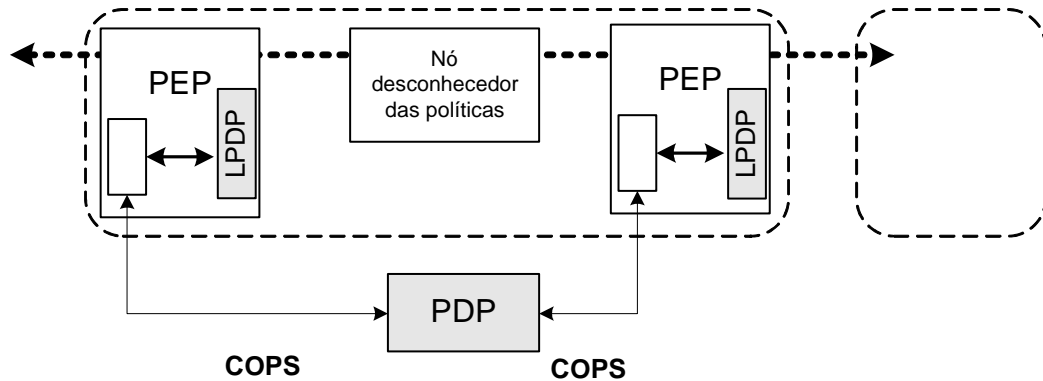 PEP
LPDP
Nó
desconhecedor
das políticas
PEP
LPDP
PDP
COPS
COPS